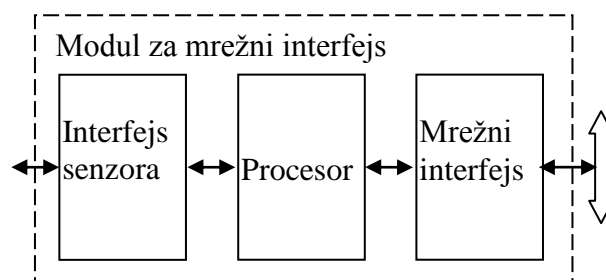 Modul za mrežni interfejs
Interfejs
senzora
Procesor
Mrežni
interfejs